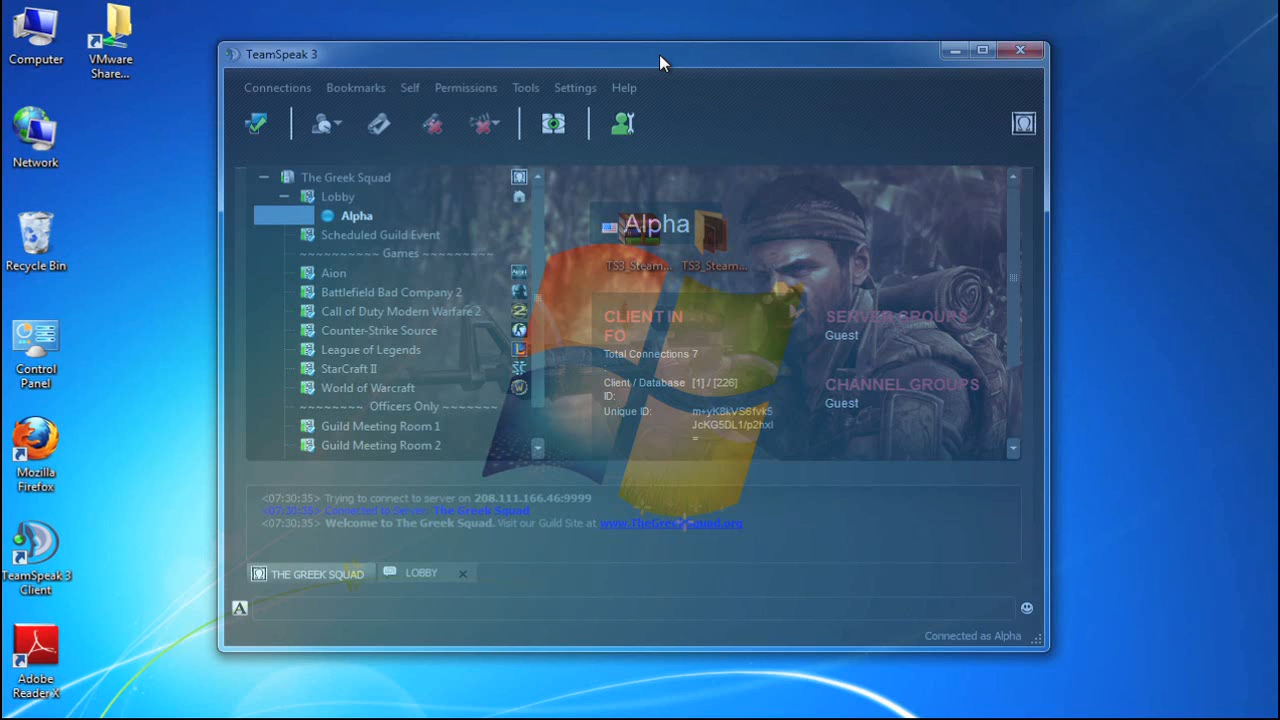 Computer
VMware
Share...
Network
Recycle Bin
Control
Panel
Mozilla
Firefox
TeamSpeak 3
Client
Adobe
Reader X
TeamSpeak 3
Connections Bookmarks Self Permissions Tools Settings Help
The Greek Squad
Lobby
Alpha
Scheduled Guild Event
~~~~~~~~~ Games ~~~~~~~~~
Aion
Battlefield Bad Company 2
Call of Duty Modern Warfare 2
Counter-Strike Source
League of Legends
StarCraft II
World of Warcraft
~~~~~~~~ Officers Only ~~~~~~~~
Guild Meeting Room 1
Guild Meeting Room 2
Alpha
TS3_Steam... TS3_Steam...
CLIENT IN
FO
Total Connections 7
Client / Database [1] / [226]
ID:
Unique ID: m+yK8kVS6fvk5
JcKG5DL1/p2hxI
=
SERVER GROUPS
Guest
CHANNEL GROUPS
Guest
<07:30:35> Trying to connect to server on 208.111.166.46:9999
<07:30:35> Connected to Server: The Greek Squad
<07:30:35> Welcome to The Greek Squad. Visit our Guild Site at www.TheGreekSquad.org
THE GREEK SQUAD LOBBY
A
Connected as Alpha